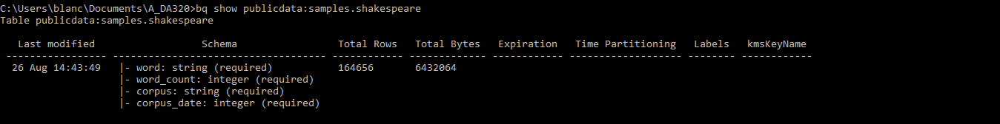 C:\Users\blanc\Documents\A_DA320>bq show publicdata:samples.shakespeare
Table publicdata:samples.shakespeare
   Last modified                  Schema                 Total Rows   Total Bytes   Expiration   Time Partitioning   Labels   kmsKeyName
 ----------------- ------------------------------------ ------------ ------------- ------------ ------------------- -------- ------------
  26 Aug 14:43:49   |- word: string (required)           164656       6432064
                    |- word_count: integer (required)
                    |- corpus: string (required)
                    |- corpus_date: integer (required)